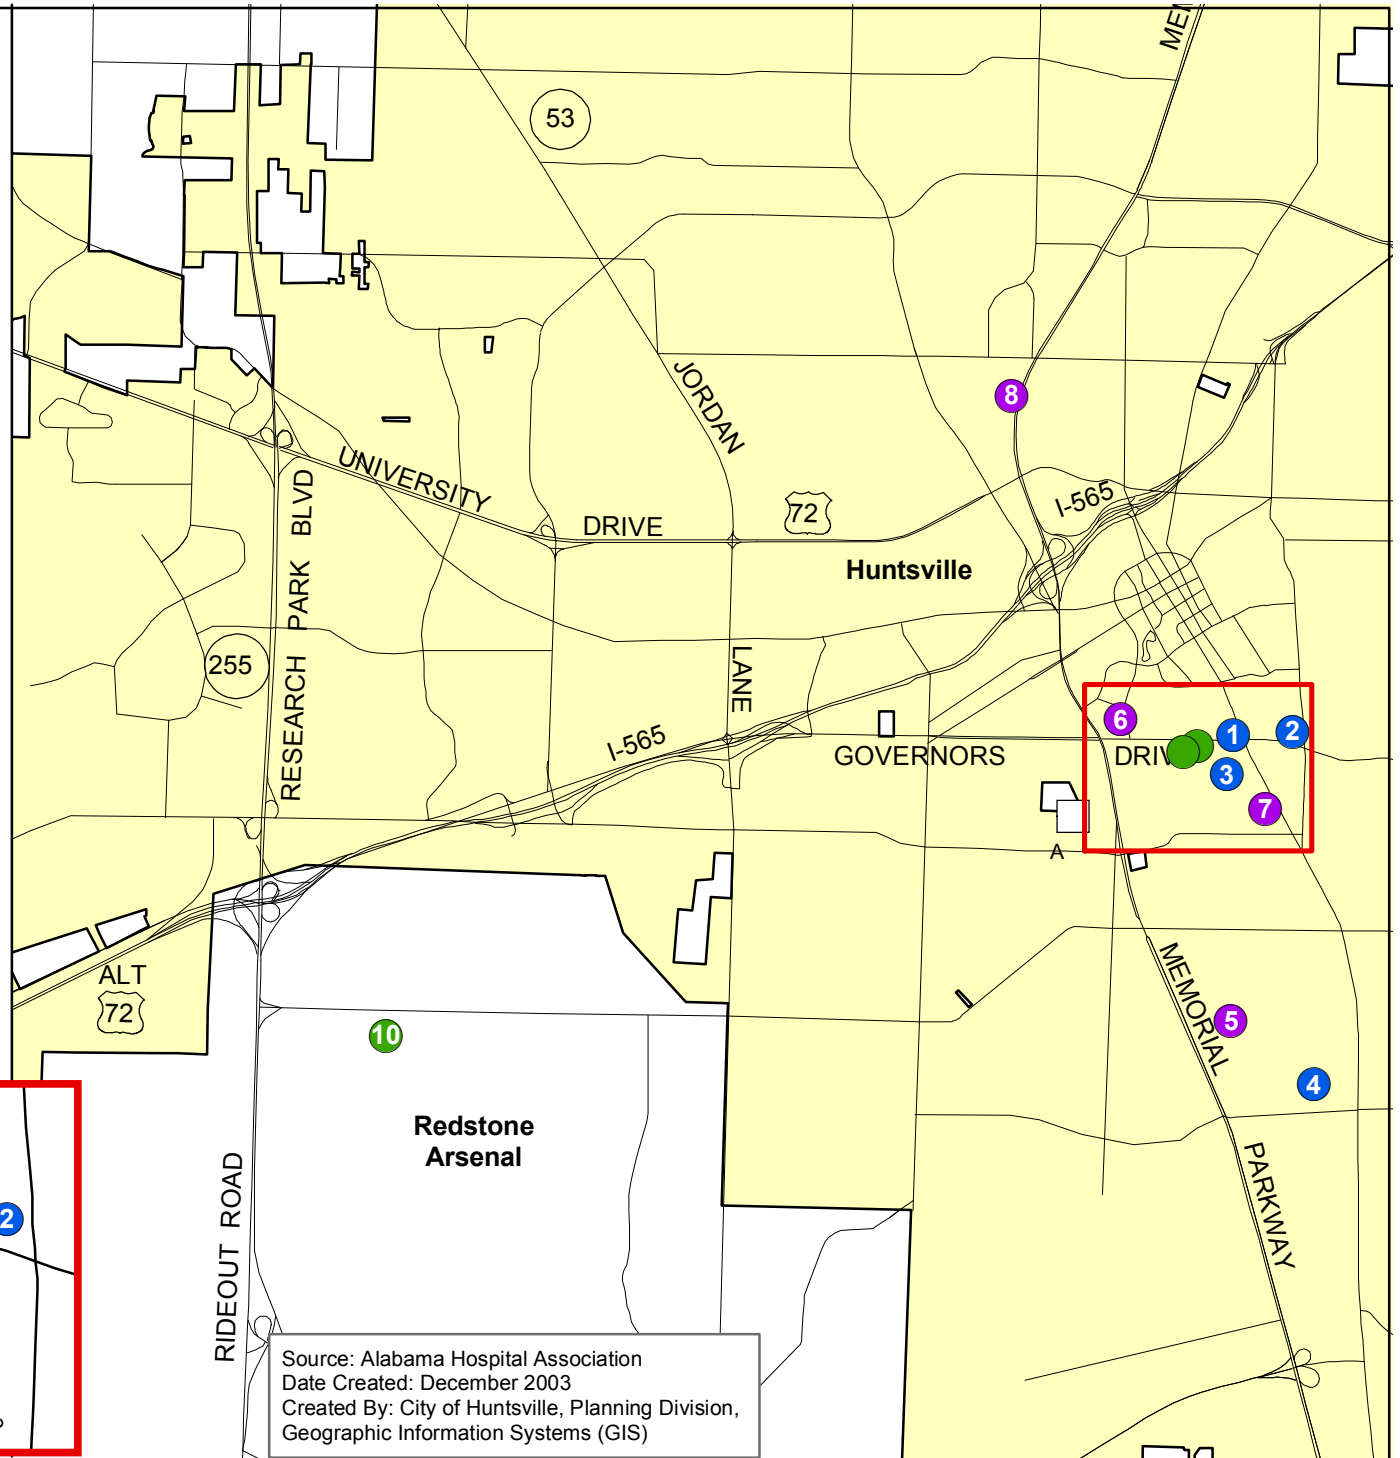 MEM
53
JORDAN
8
UNIVERSITY
DRIVE
72
I-565
Huntsville
RESEARCH PARK BLVD
255
LANE
I-565
GOVERNORS
DRIV
6
1
2
3
7
A
ALT
72
10
MEMORIAL
5
4
Redstone
Arsenal
2
RIDEOUT ROAD
PARKWAY
Source: Alabama Hospital Association
Date Created: December 2003
Created By: City of Huntsville, Planning Division,
Geographic Information Systems (GIS)